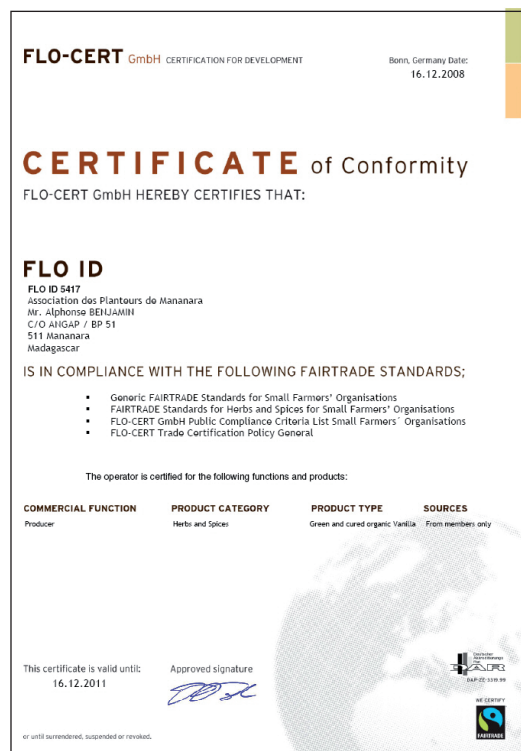 FLO-CERT GmbH CERTIFICATION FOR DEVELOPMENT
Bonn, Germany Date:
16.12.2008
CERTIFICATE of Conformity
FLO-CERT GmbH HEREBY CERTIFIES THAT:
FLO ID
FLO ID 5417
Association des Planteurs de Mananara
Mr. Alphonse BENJAMIN
C/O ANGAP / BP 51
511 Mananara
Madagascar
IS IN COMPLIANCE WITH THE FOLLOWING FAIRTRADE STANDARDS;
▪ Generic FAIRTRADE Standards for Small Farmers' Organisations
▪ FAIRTRADE Standards for Herbs and Spices for Small Farmers' Organisations
▪ FLO-CERT GmbH Public Compliance Criteria List Small Farmers´ Organisations
▪ FLO-CERT Trade Certification Policy General
The operator is certified for the following functions and products:
COMMERCIAL FUNCTION PRODUCT CATEGORY PRODUCT TYPE SOURCES
Producer Herbs and Spices Green and cured organic Vanilla From members only
This certificate is valid until:
16.12.2011
Approved signature
DAR
WE CERTIFY
FAIRTRADE
or until surrendered, suspended or revoked.